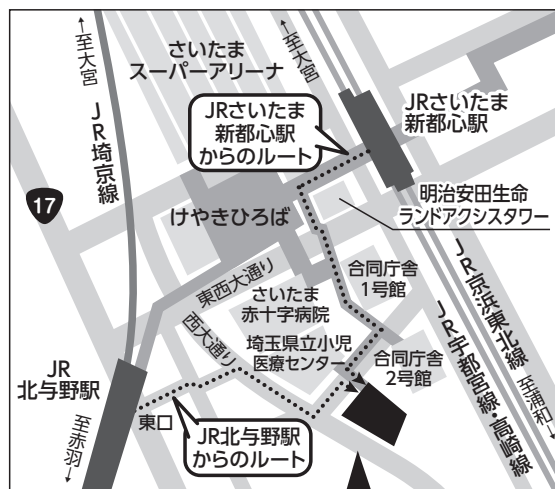 ←至大宮
さいたま
スーパーアリーナ
←至大宮
JRさいたま
新都心駅
からのルート
JRさいたま
新都心駅
JR埼京線
17
けやきひろば
明治安田生命
ランドアクシスタワー
東西大通り
合同庁舎
1号館
さいたま
赤十字病院
西大通り
埼玉県立小児
医療センター
合同庁舎
2号館
JR京浜東北線
JR宇都宮線・高崎線
至浦和→
JR
北与野駅
東口
至赤羽→
JR北与野駅
からのルート